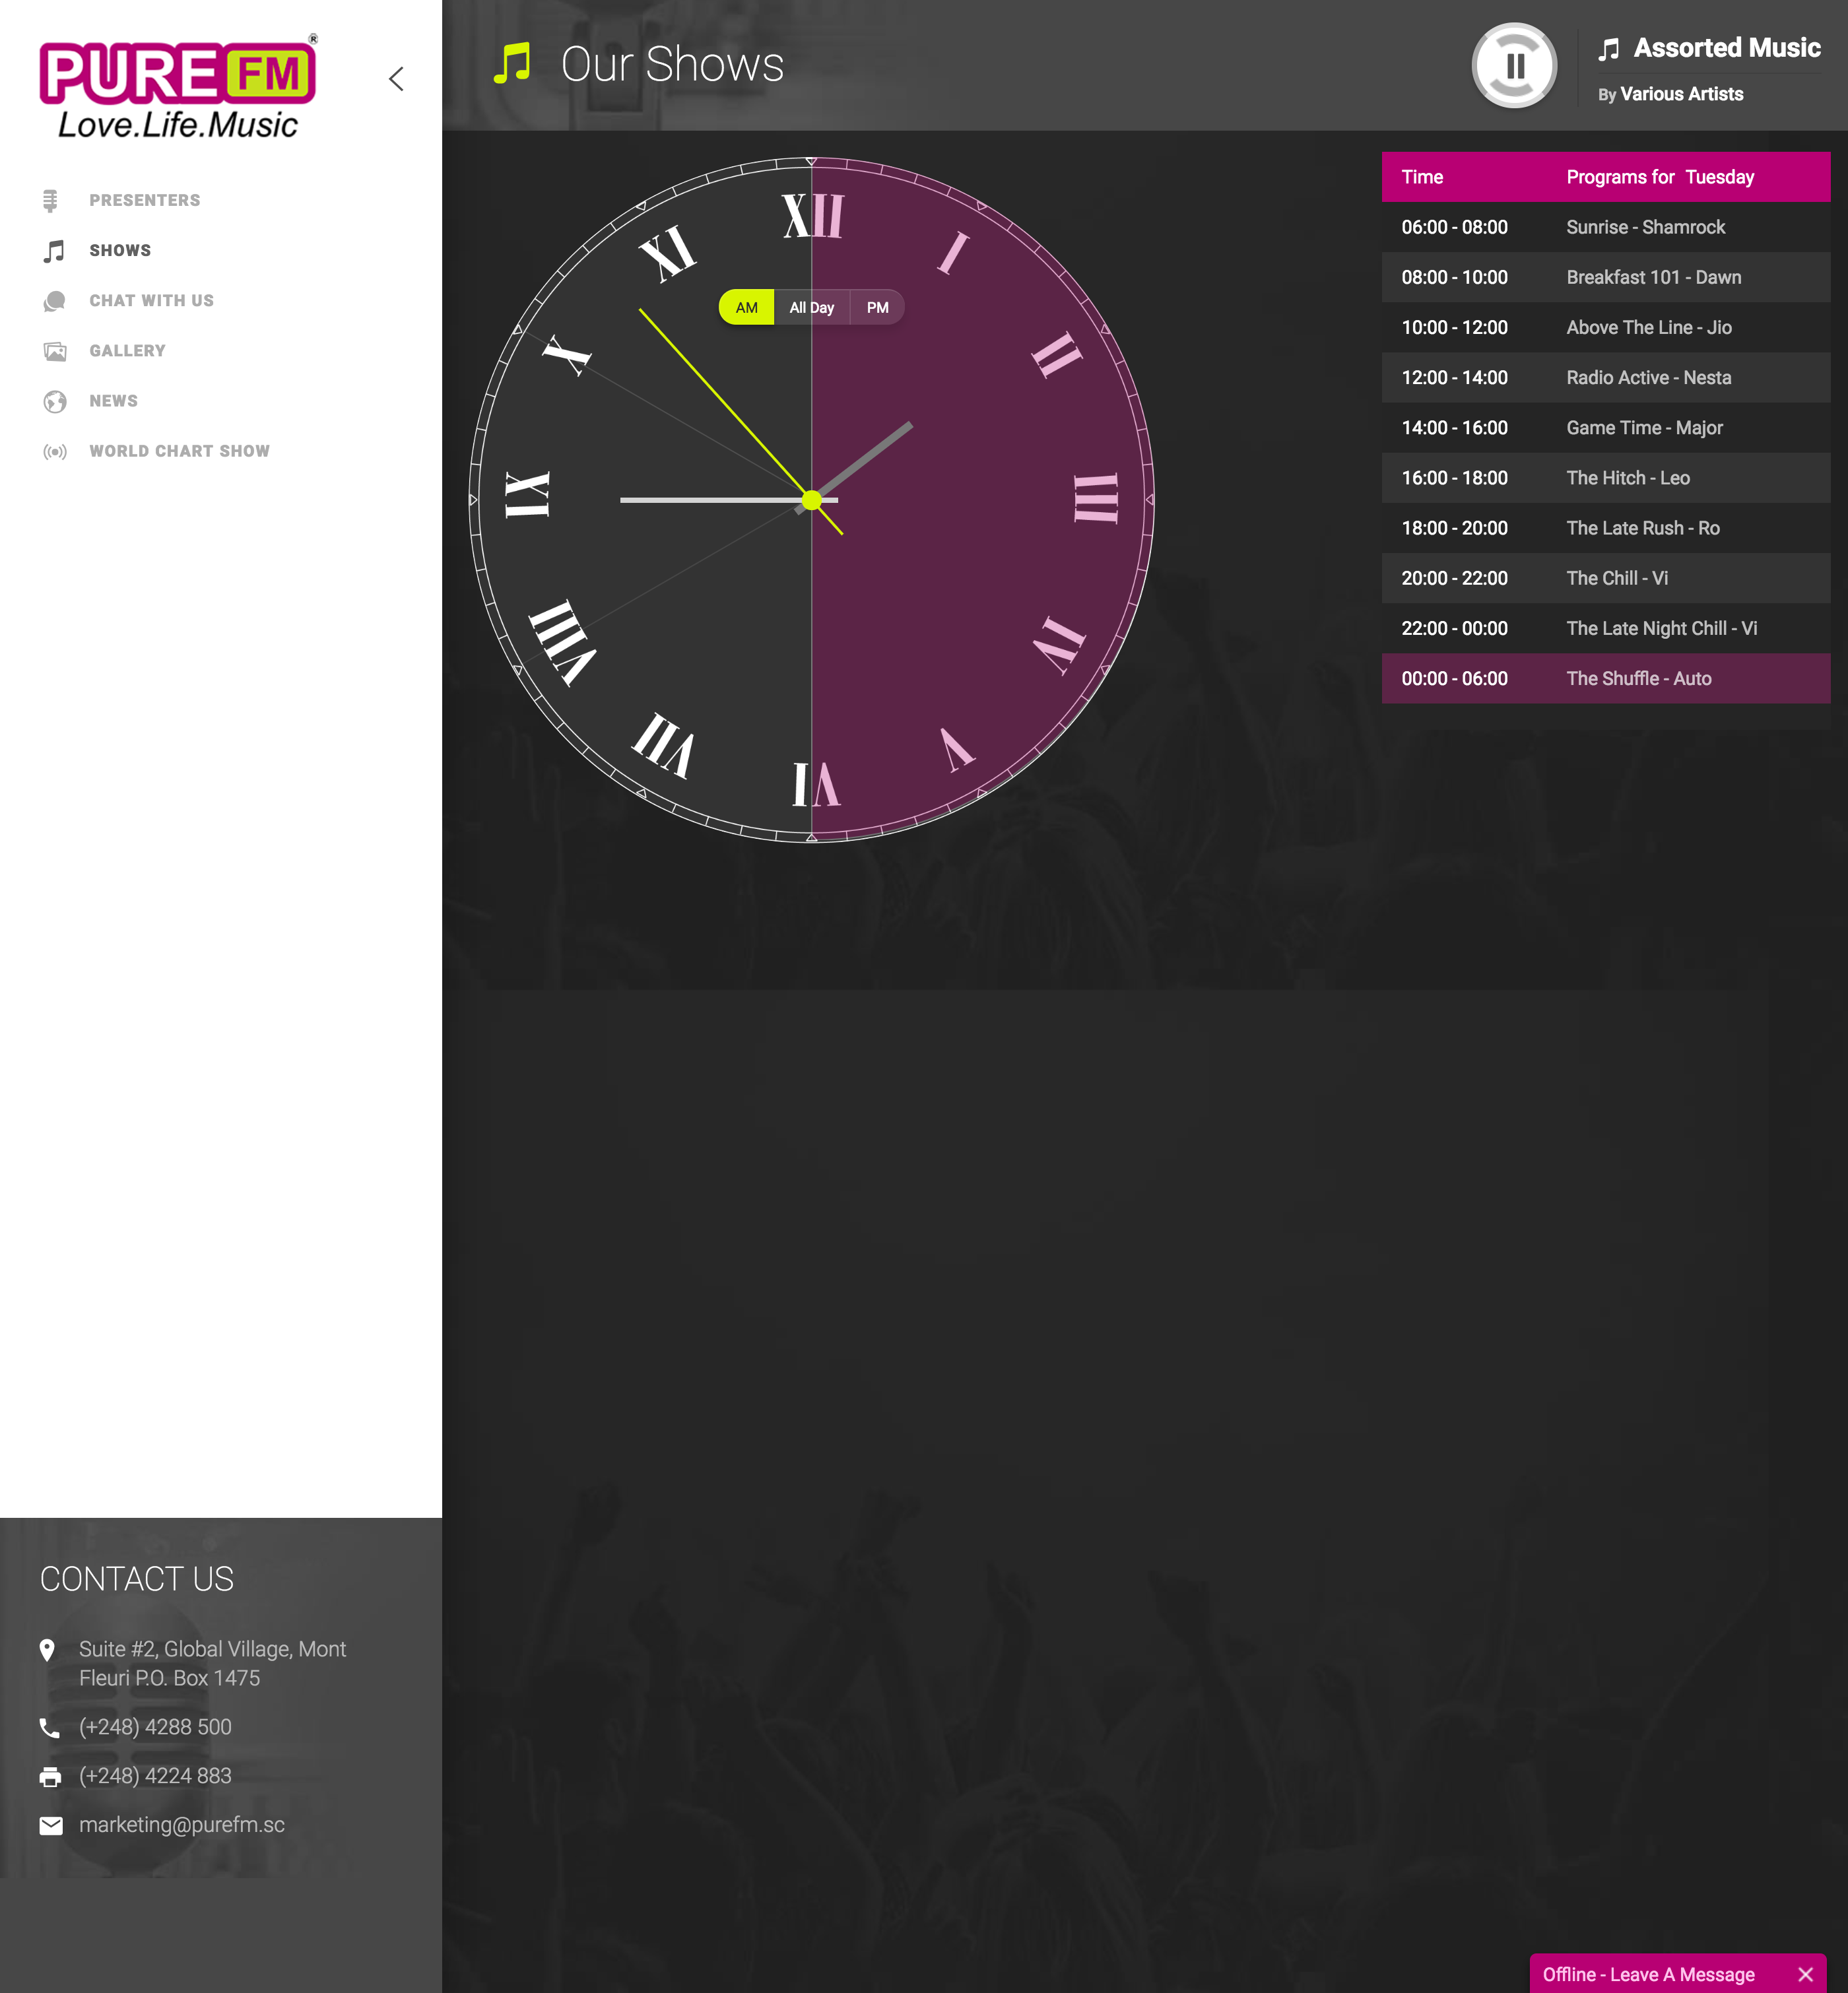 PURE FM ®
Love.Life.Music
PRESENTERS
SHOWS
CHAT WITH US
GALLERY
NEWS
WORLD CHART SHOW
CONTACT US
Suite #2, Global Village, Mont
Fleuri P.O. Box 1475
(+248) 4288 500
(+248) 4224 883
marketing@purefm.sc
Our Shows
Assorted Music
By Various Artists
XII
I
II
III
IV
V
VI
VII
VIII
IX
X
XI
AM All Day PM
Time Programs for Tuesday
06:00 - 08:00 Sunrise - Shamrock
08:00 - 10:00 Breakfast 101 - Dawn
10:00 - 12:00 Above The Line - Jio
12:00 - 14:00 Radio Active - Nesta
14:00 - 16:00 Game Time - Major
16:00 - 18:00 The Hitch - Leo
18:00 - 20:00 The Late Rush - Ro
20:00 - 22:00 The Chill - Vi
22:00 - 00:00 The Late Night Chill - Vi
00:00 - 06:00 The Shuffle - Auto
Offline - Leave A Message